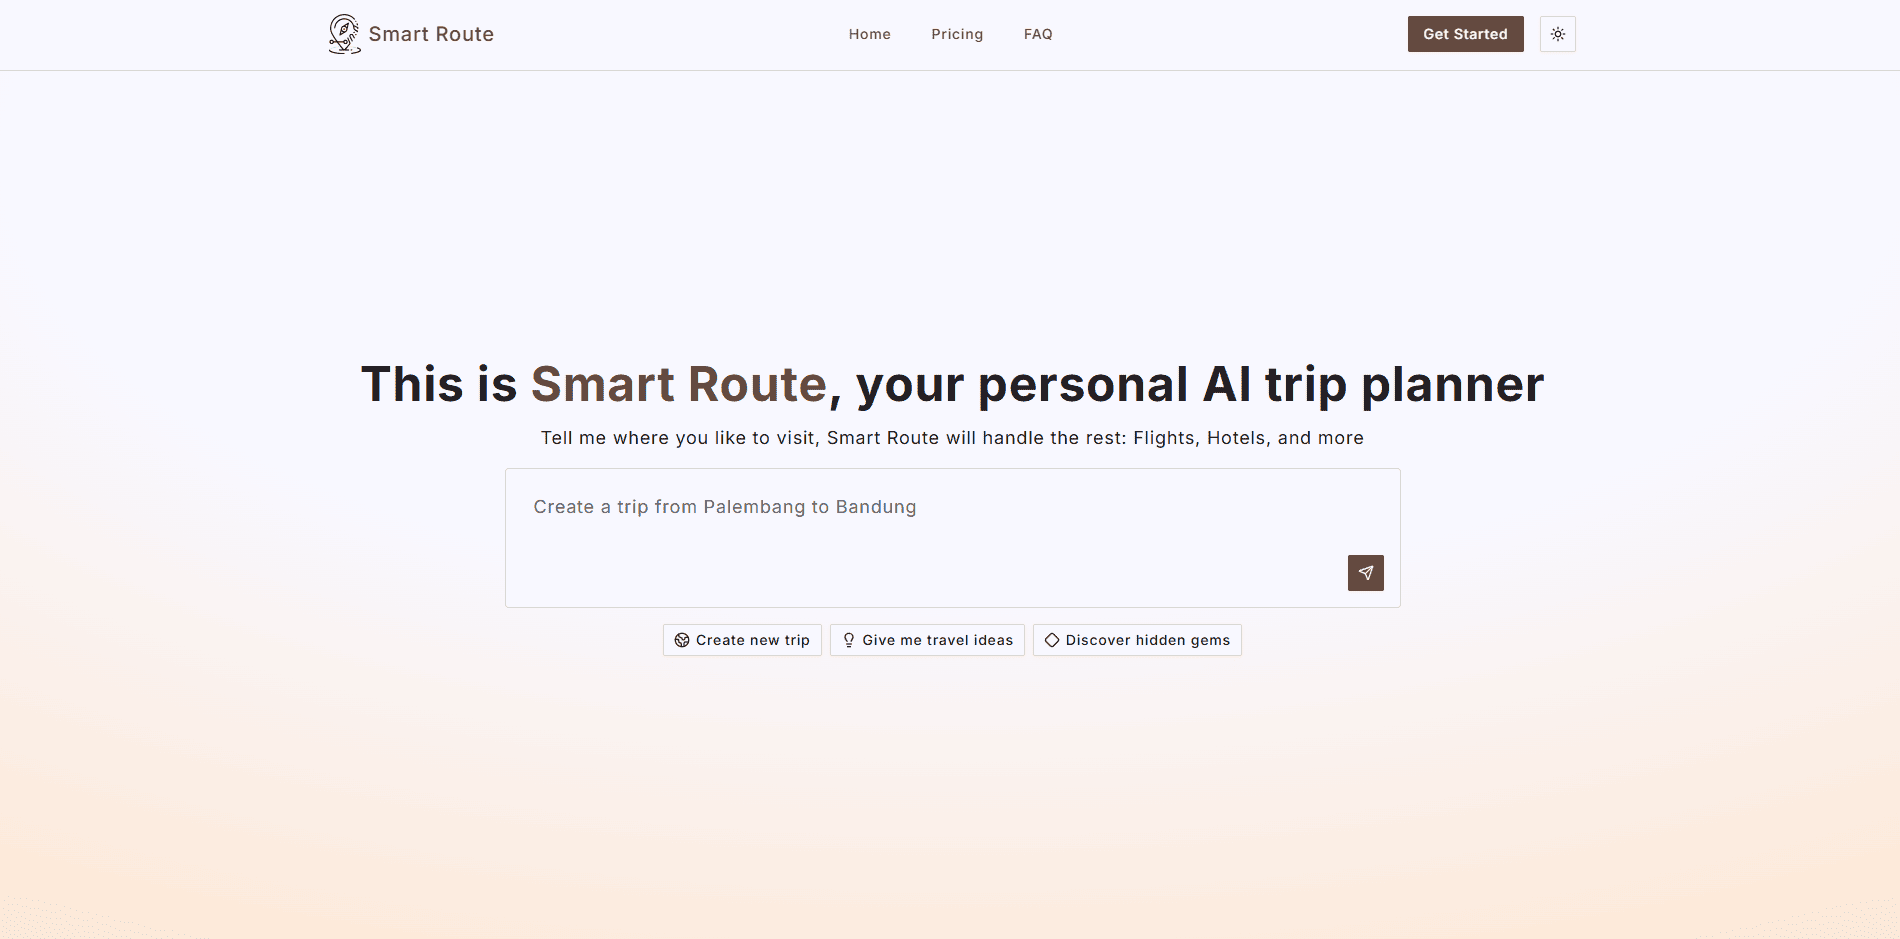 Smart Route
Home
Pricing
FAQ
Get Started
This is Smart Route, your personal AI trip planner
Tell me where you like to visit, Smart Route will handle the rest: Flights, Hotels, and more
Create a trip from Palembang to Bandung
Create new trip
Give me travel ideas
Discover hidden gems